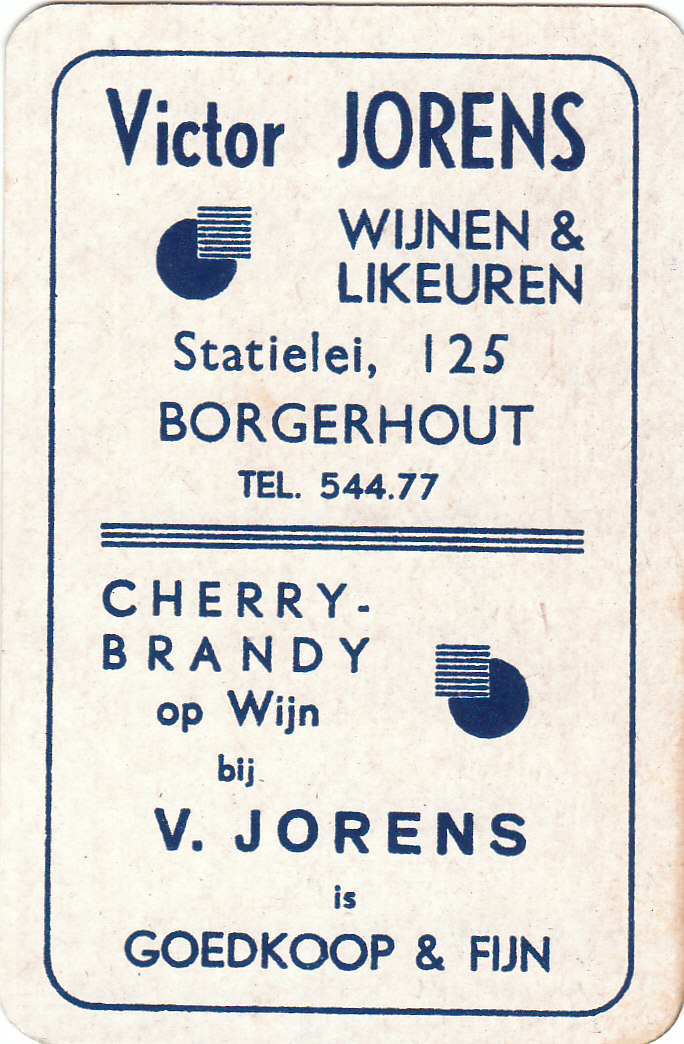 Victor JORENS
WIJNEN &
LIKEUREN
Statielei, 125
BORGERHOUT
TEL. 544.77
CHERRY-
BRANDY
op Wijn
bij
V. JORENS
is
GOEDKOOP & FIJN